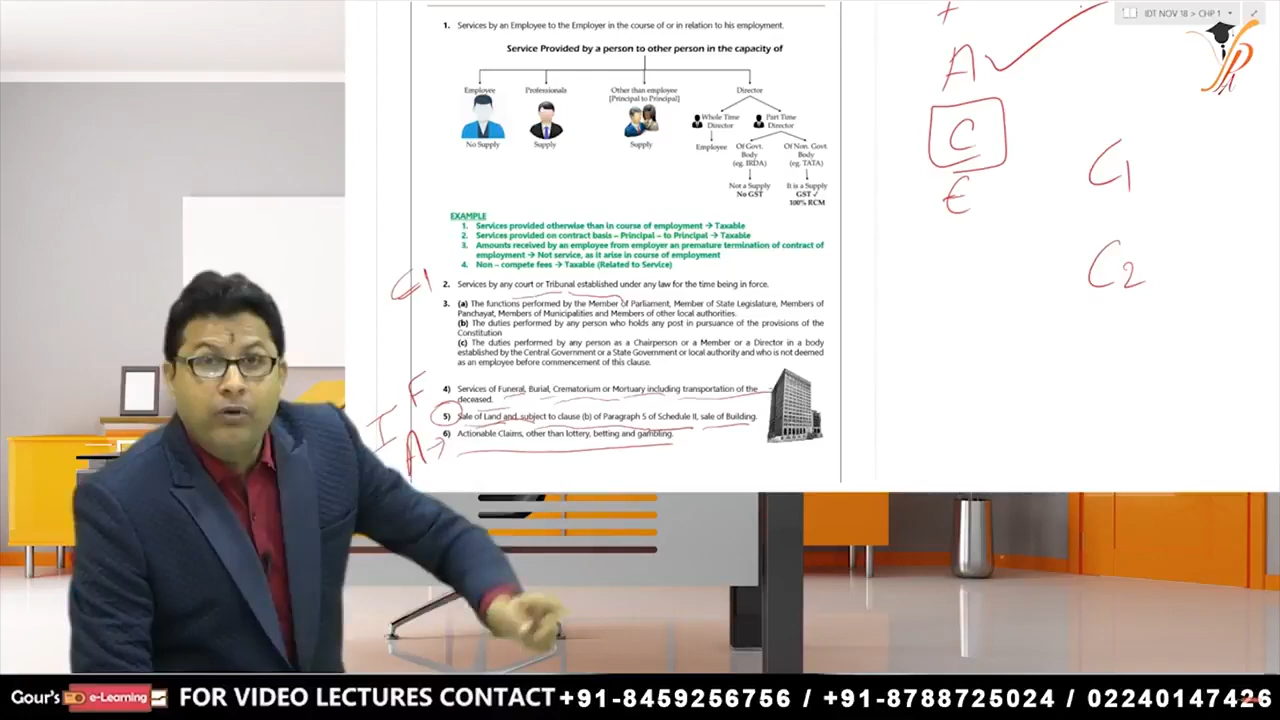 1. Services by an Employee to the Employer in the course of or in relation to his employment.
Service Provided by a person to other person in the capacity of
Employee
Professionals
Other than employee
[Principal to Principal]
Director
No Supply
Supply
Supply
Whole Time
Director
Part Time
Director
Employee
Of Govt.
Body
(eg. IRDA)
Of Non. Govt
Body
(eg. TATA)
Not a Supply
No GST
It is a Supply
GST ✓
100% RCM
EXAMPLE
1. Services provided otherwise than in course of employment → Taxable
2. Services provided on contract basis – Principal – to Principal → Taxable
3. Amounts received by an employee from employer an premature termination of contract of
employment → Not service, as it arise in course of employment
4. Non – compete fees → Taxable (Related to Service)
2. Services by any court or Tribunal established under any law for the time being in force.
3. (a) The functions performed by the Member of Parliament, Member of State Legislature, Members of
Panchayat, Members of Municipalities and Members of other local authorities.
(b) The duties performed by any person who holds any post in pursuance of the provisions of the
Constitution
(c) The duties performed by any person as a Chairperson or a Member or a Director in a body
established by the Central Government or a State Government or local authority and who is not deemed
as an employee before commencement of this clause.
4) Services of Funeral, Burial, Crematorium or Mortuary including transportation of the
deceased.
5) Sale of Land and, subject to clause (b) of Paragraph 5 of Schedule II, sale of Building.
6) Actionable Claims, other than lottery, betting and gambling.
F
I
A →
+
A ✓
C
E
C1
C2
IDT NOV 18 > CHP 1
Gour's e-Learning
FOR VIDEO LECTURES CONTACT +91-8459256756 / +91-8788725024 / 02240147426